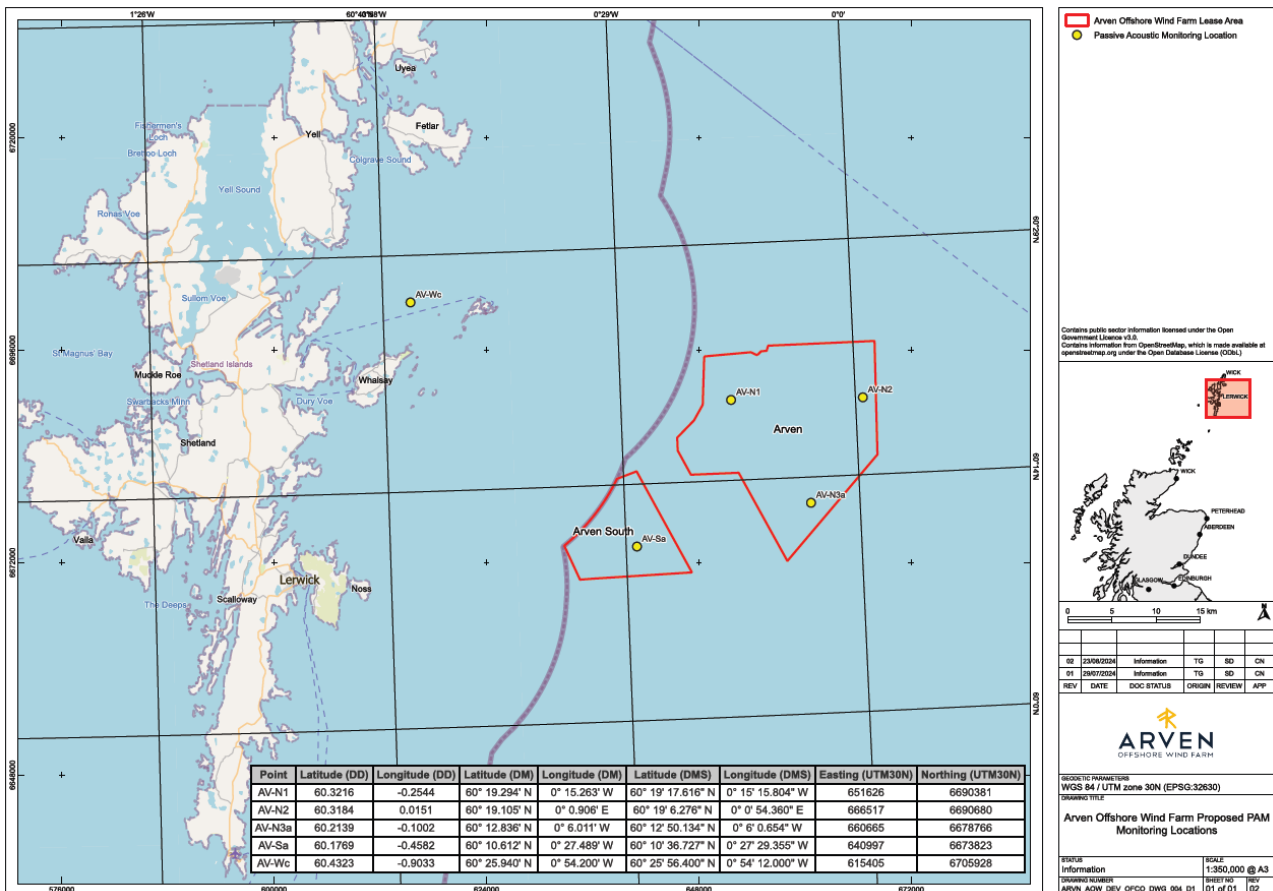 1°26'W
60°43'N
0°29'W
0°0'
Uyea
Fetlar
Yell
Fishermen's
Loch
Brehoo Loch
Colgrave Sound
Yell Sound
Ronas Voe
Sullom Voe
AV-Wc
St Magnus' Bay
Shetland Islands
Muckle Roe
Whalsay
Swarbacks Minn
Dury Voe
Shetland
AV-N1
AV-N2
Arven
AV-N3a
Arven South
AV-Sa
Vaila
Lerwick
Noss
Scalloway
The Deeps
6720000
6696000
6672000
6648000
60°29'N
60°14'N
60°0'N
576000
600000
624000
648000
672000
Point Latitude (DD) Longitude (DD) Latitude (DM) Longitude (DM) Latitude (DMS) Longitude (DMS) Easting (UTM30N) Northing (UTM30N)
AV-N1 60.3216 -0.2544 60° 19.294' N 0° 15.263' W 60° 19' 17.616" N 0° 15' 15.804" W 651626 6690381
AV-N2 60.3184 0.0151 60° 19.105' N 0° 0.906' E 60° 19' 6.276" N 0° 0' 54.360" E 666517 6690680
AV-N3a 60.2139 -0.1002 60° 12.836' N 0° 6.011' W 60° 12' 50.134" N 0° 6' 0.654" W 660665 6678766
AV-Sa 60.1769 -0.4582 60° 10.612' N 0° 27.489' W 60° 10' 36.727" N 0° 27' 29.355" W 640997 6673823
AV-Wc 60.4323 -0.9033 60° 25.940' N 0° 54.200' W 60° 25' 56.400" N 0° 54' 12.000" W 615405 6705928
Arven Offshore Wind Farm Lease Area
Passive Acoustic Monitoring Location
Contains public sector information licensed under the Open
Government Licence v3.0.
Contains information from OpenStreetMap, which is made available at
openstreetmap.org under the Open Database License (ODbL)
WICK
LERWICK
WICK
PETERHEAD
ABERDEEN
DUNDEE
GLASGOW
EDINBURGH
0 5 10 15 km
N
02 23/08/2024 Information TG SD CN
01 29/07/2024 Information TG SD CN
REV DATE DOC STATUS ORIGIN REVIEW APP
ARVEN
OFFSHORE WIND FARM
GEODETIC PARAMETERS
WGS 84 / UTM zone 30N (EPSG:32630)
DRAWING TITLE
Arven Offshore Wind Farm Proposed PAM
Monitoring Locations
STATUS
Information
SCALE
1:350,000 @ A3
DRAWING NUMBER
ARVN_AOW_DEV_OFCO_DWG_004_D1
SHEET NO
01 of 01
REV
02